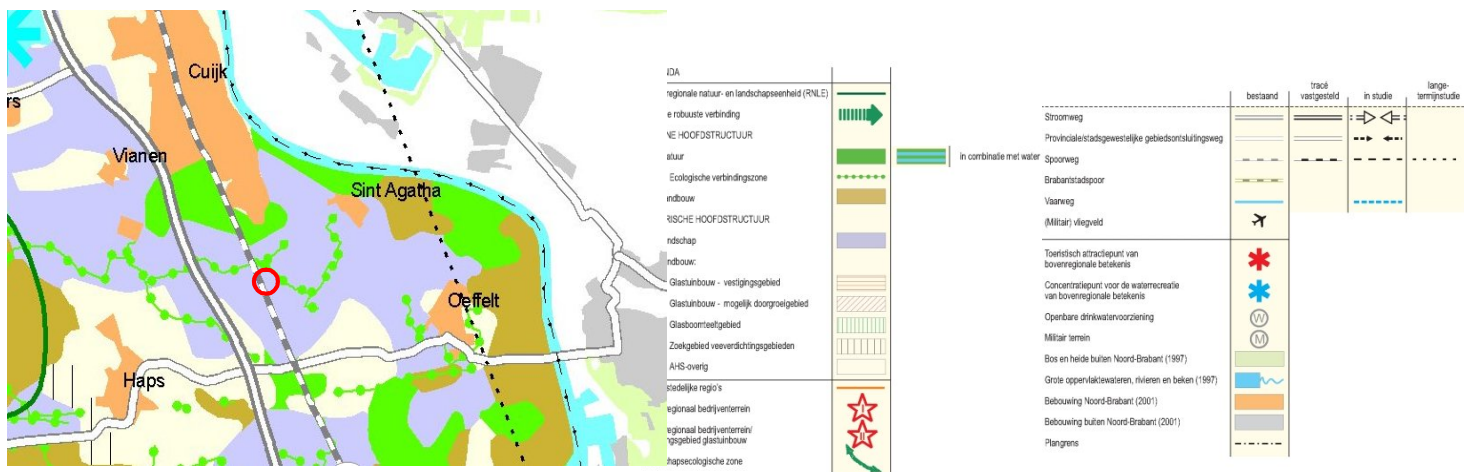 Cuijk
rs
Vianen
Sint Agatha
Oeffelt
Haps
NDA
regionale natuur- en landschapseenheid (RNLE)
e robuuste verbinding
NE HOOFDSTRUCTUUR
atuur
in combinatie met water
Ecologische verbindingszone
andbouw
RISCHE HOOFDSTRUCTUUR
ndschap
ndbouw:
Glastuinbouw - vestigingsgebied
Glastuinbouw - mogelijk doorgroeigebied
Glasboomteeltgebied
Zoekgebied veeverdichtingsgebieden
AHS-overig
stedelijke regio's
egionaal bedrijventerrein
I
egionaal bedrijventerrein/
ngsgebied glastuinbouw
II
chapsecologische zone
bestaand
tracé
vastgesteld
in studie
lange-
termijnstudie
Stroomweg
Provinciale/stadsgewestelijke gebiedsontsluitingsweg
Spoorweg
Brabantstadspoor
Vaarweg
(Militair) vliegveld
Toeristisch attractiepunt van
bovenregionale betekenis
Concentratiepunt voor de waterrecreatie
van bovenregionale betekenis
Openbare drinkwatervoorziening
W
Militair terrein
M
Bos en heide buiten Noord-Brabant (1997)
Grote oppervlaktewateren, rivieren en beken (1997)
Bebouwing Noord-Brabant (2001)
Bebouwing buiten Noord-Brabant (2001)
Plangrens